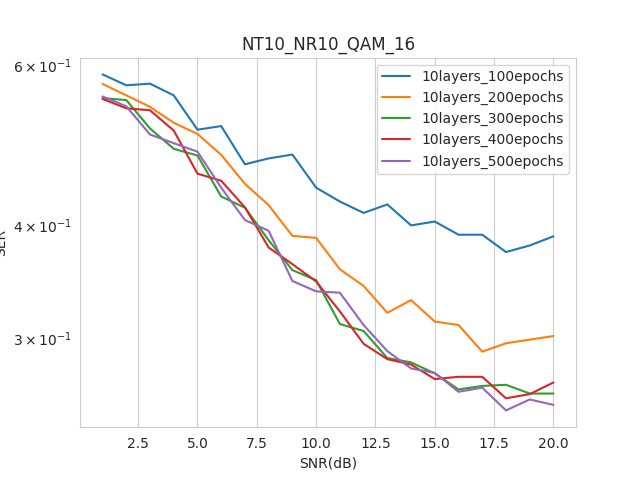 NT10_NR10_QAM_16
6 × 10⁻¹
4 × 10⁻¹
3 × 10⁻¹
10layers_100epochs
10layers_200epochs
10layers_300epochs
10layers_400epochs
10layers_500epochs
2.5 5.0 7.5 10.0 12.5 15.0 17.5 20.0
SNR(dB)